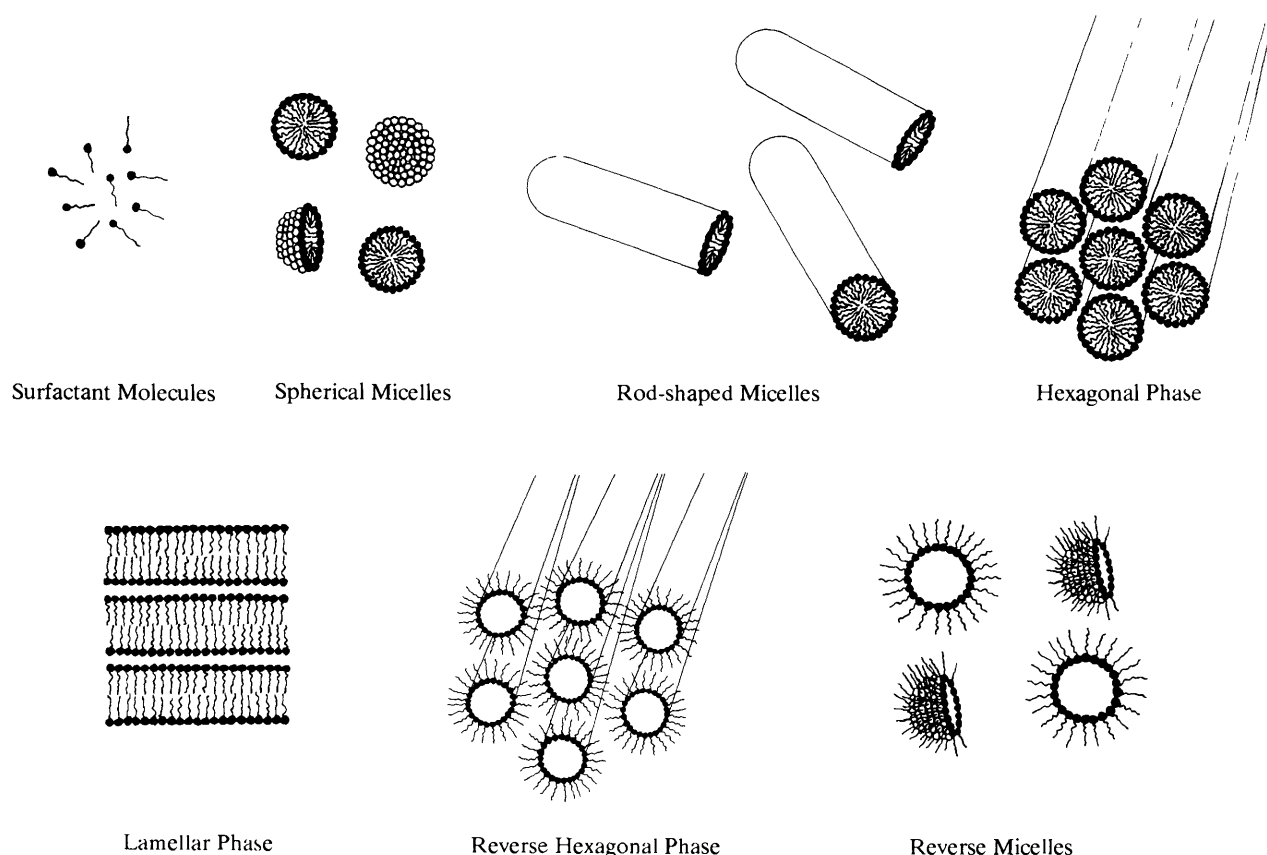 Surfactant Molecules
Spherical Micelles
Rod-shaped Micelles
Hexagonal Phase
Lamellar Phase
Reverse Hexagonal Phase
Reverse Micelles